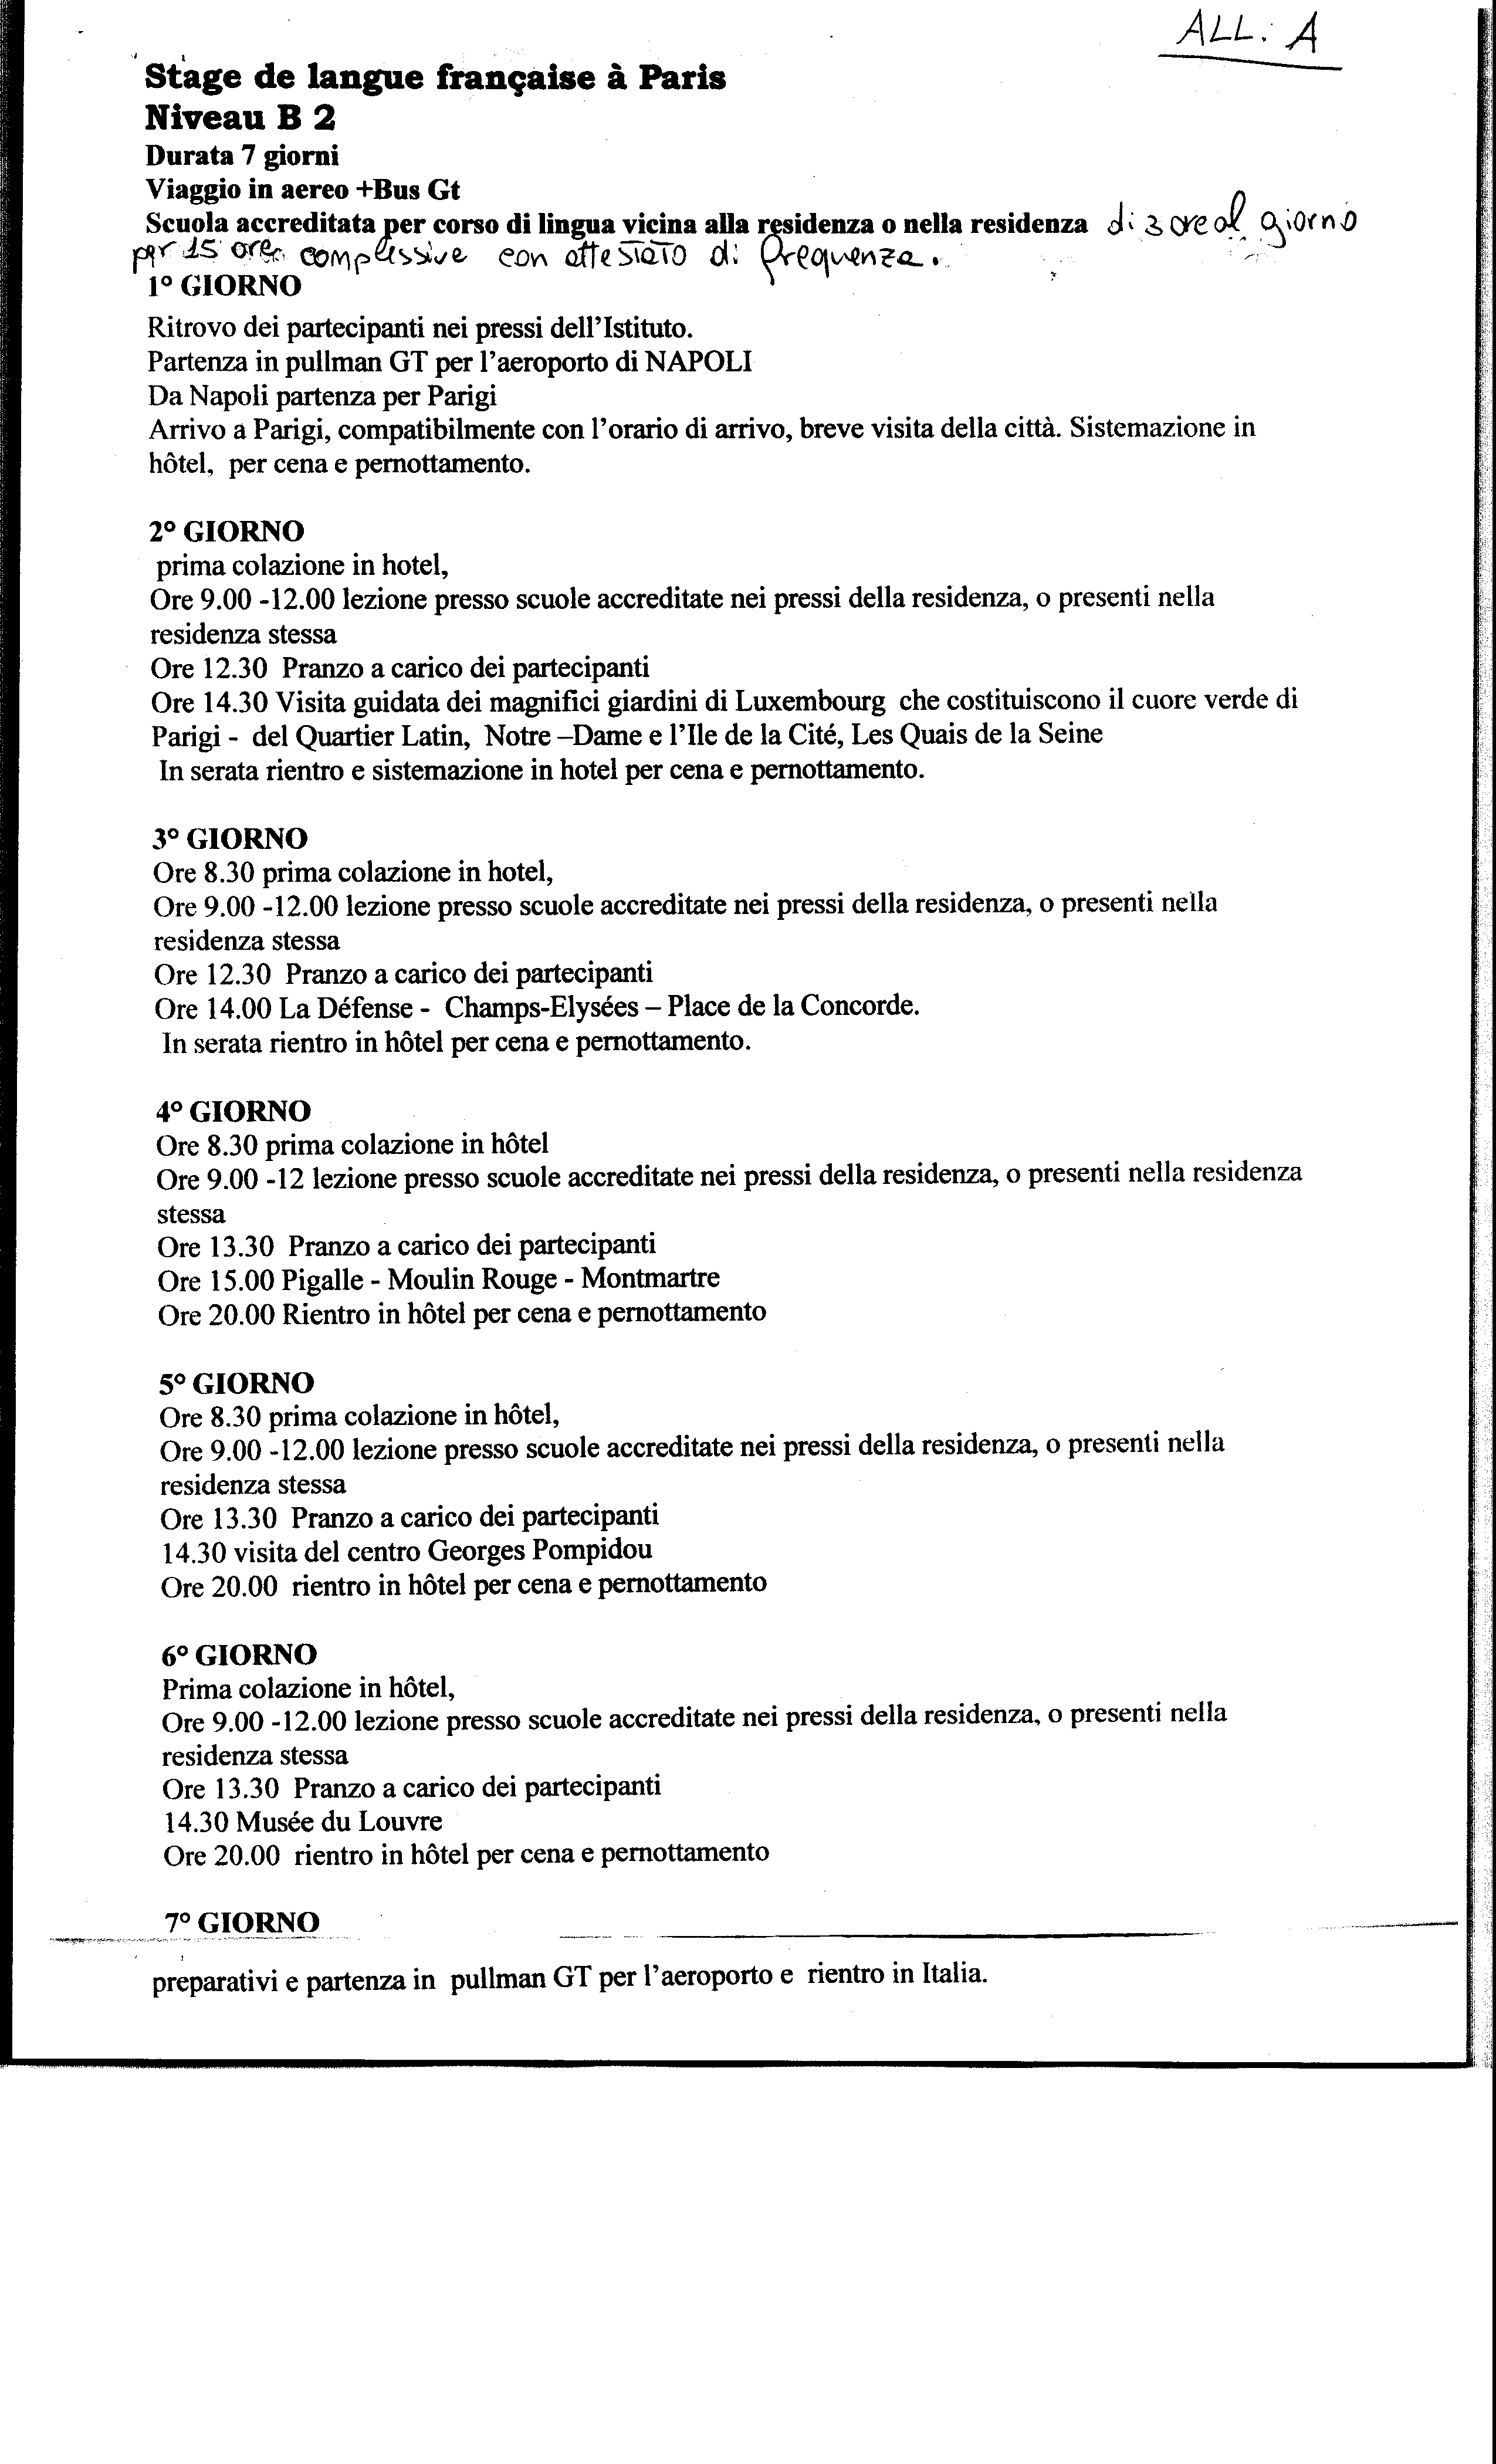 ALL. A
Stage de langue française à Paris
Niveau B 2
Durata 7 giorni
Viaggio in aereo +Bus Gt
Scuola accreditata per corso di lingua vicina alla residenza o nella residenza di 3 ore al giorno
per 15 ore complessive con attestato di frequenza.
1° GIORNO
Ritrovo dei partecipanti nei pressi dell'Istituto.
Partenza in pullman GT per l'aeroporto di NAPOLI
Da Napoli partenza per Parigi
Arrivo a Parigi, compatibilmente con l'orario di arrivo, breve visita della città. Sistemazione in
hôtel,  per cena e pernottamento.
2° GIORNO
prima colazione in hotel,
Ore 9.00 -12.00 lezione presso scuole accreditate nei pressi della residenza, o presenti nella
residenza stessa
Ore 12.30  Pranzo a carico dei partecipanti
Ore 14.30 Visita guidata dei magnifici giardini di Luxembourg  che costituiscono il cuore verde di
Parigi -  del Quartier Latin,  Notre –Dame e l'Ile de la Cité, Les Quais de la Seine
In serata rientro e sistemazione in hotel per cena e pernottamento.
3° GIORNO
Ore 8.30 prima colazione in hotel,
Ore 9.00 -12.00 lezione presso scuole accreditate nei pressi della residenza, o presenti nella
residenza stessa
Ore 12.30  Pranzo a carico dei partecipanti
Ore 14.00 La Défense -  Champs-Elysées – Place de la Concorde.
In serata rientro in hôtel per cena e pernottamento.
4° GIORNO
Ore 8.30 prima colazione in hôtel
Ore 9.00 -12 lezione presso scuole accreditate nei pressi della residenza, o presenti nella residenza
stessa
Ore 13.30  Pranzo a carico dei partecipanti
Ore 15.00 Pigalle - Moulin Rouge - Montmartre
Ore 20.00 Rientro in hôtel per cena e pernottamento
5° GIORNO
Ore 8.30 prima colazione in hôtel,
Ore 9.00 -12.00 lezione presso scuole accreditate nei pressi della residenza, o presenti nella
residenza stessa
Ore 13.30  Pranzo a carico dei partecipanti
14.30 visita del centro Georges Pompidou
Ore 20.00  rientro in hôtel per cena e pernottamento
6° GIORNO
Prima colazione in hôtel,
Ore 9.00 -12.00 lezione presso scuole accreditate nei pressi della residenza, o presenti nella
residenza stessa
Ore 13.30  Pranzo a carico dei partecipanti
14.30 Musée du Louvre
Ore 20.00  rientro in hôtel per cena e pernottamento
7° GIORNO
preparativi e partenza in  pullman GT per l'aeroporto e  rientro in Italia.